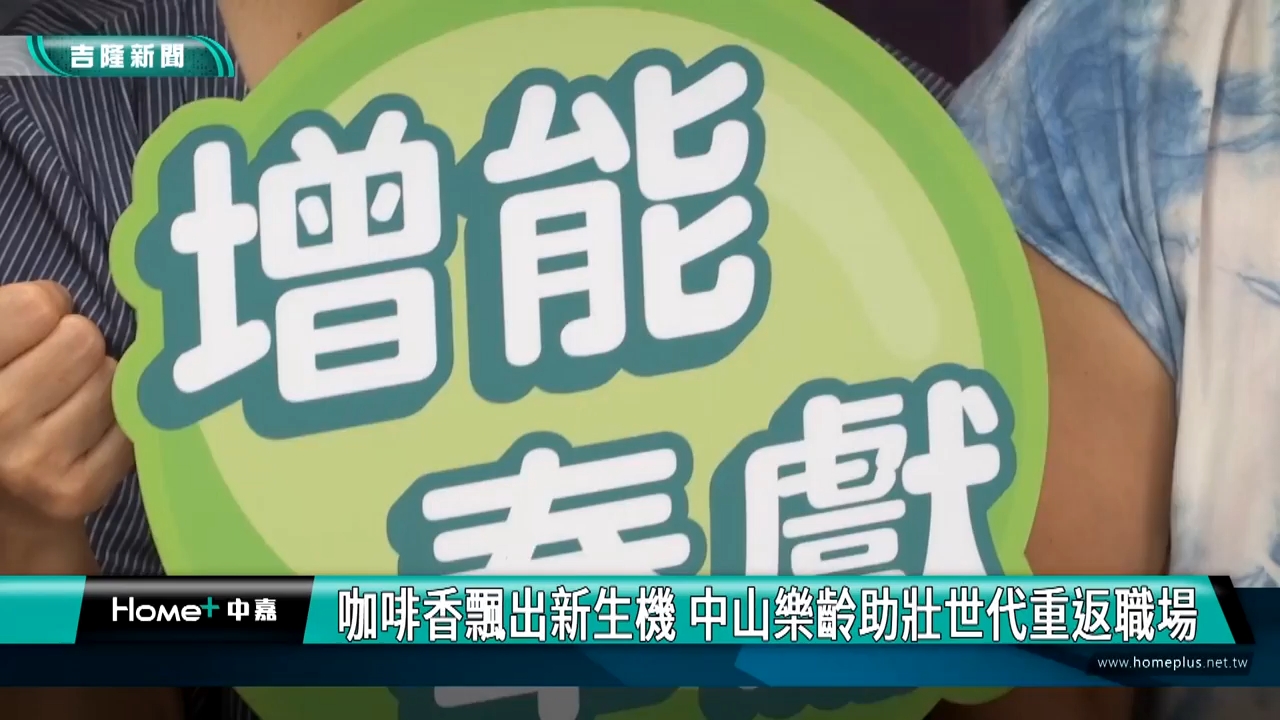 吉隆新聞
增能
奉獻
Home+中嘉
咖啡香飄出新生機 中山樂齡助壯世代重返職場
www.homeplus.net.tw